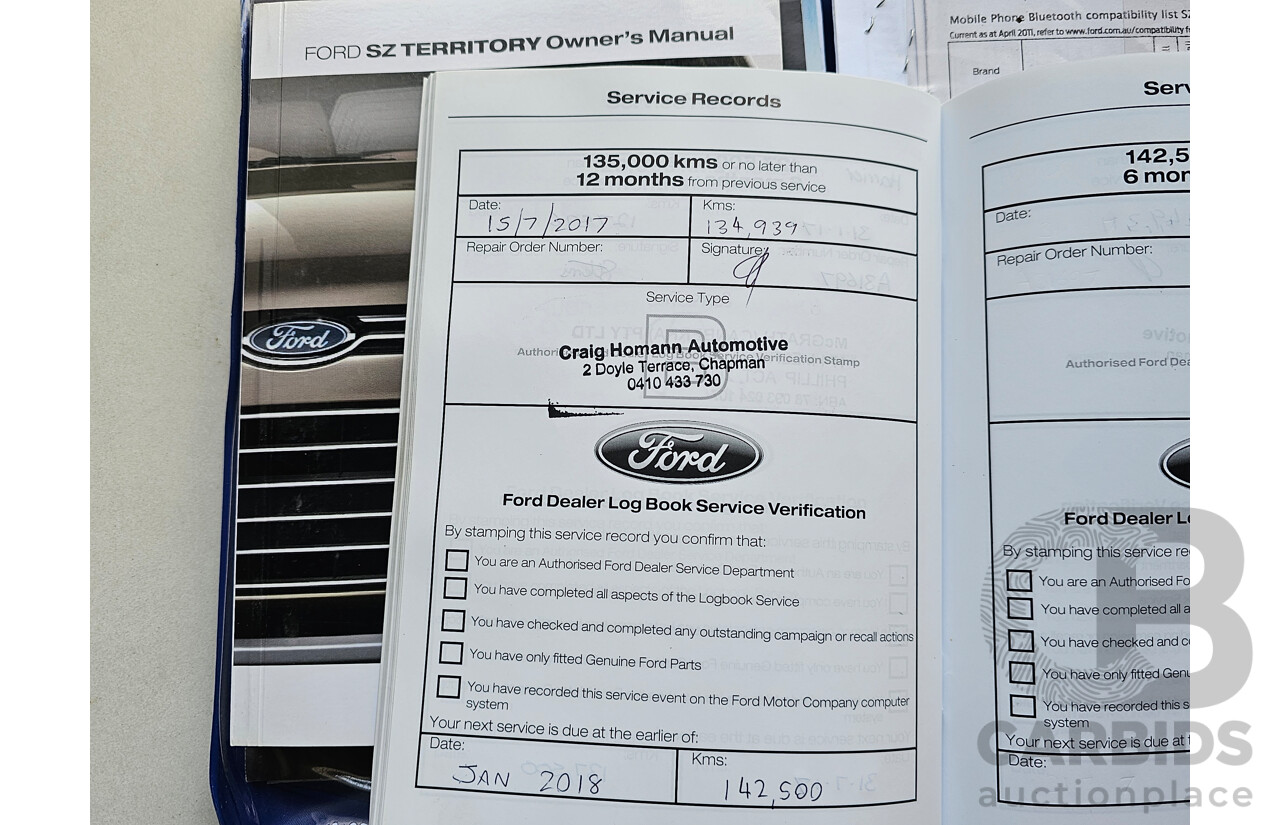 FORD SZ TERRITORY Owner's Manual
Mobile Phone Bluetooth compatibility list SZ
Current as at April 2011, refer to www.ford.com.au/compatibility f
Brand
Ford
Service Records
135,000 kms or no later than
12 months from previous service
Date:
15/7/2017
Kms:
134,939
Repair Order Number:
Signature:
Service Type
Authorised Ford Dealer Log Book Service Verification Stamp
Craig Homann Automotive
2 Doyle Terrace, Chapman
0410 433 730
Ford
Ford Dealer Log Book Service Verification
By stamping this service record you confirm that:
You are an Authorised Ford Dealer Service Department
You have completed all aspects of the Logbook Service
You have checked and completed any outstanding campaign or recall actions
You have only fitted Genuine Ford Parts
You have recorded this service event on the Ford Motor Company computer
system
Your next service is due at the earlier of:
Date:
JAN 2018
Kms:
142,500
Serv
142,5
6 mon
Date:
Repair Order Number:
Authorised Ford Dea
Ford Dealer Lo
By stamping this service re
You are an Authorised Fo
You have completed all a
You have checked and co
You have only fitted Genu
You have recorded this s
system
Your next service is due at t
Date:
CB
CARBIDS
auctionplace